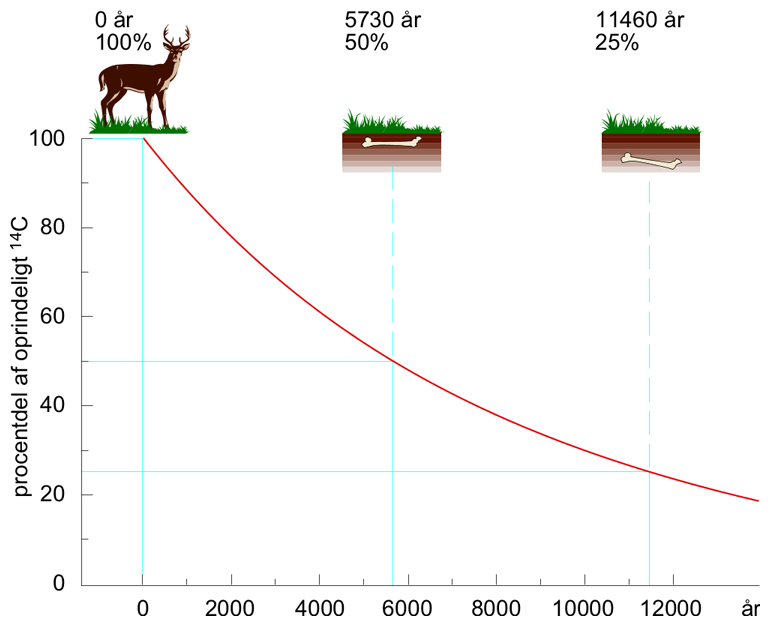 0 år
100%
5730 år
50%
11460 år
25%
procentdel af oprindeligt ¹⁴C
100
80
60
40
20
0
0 2000 4000 6000 8000 10000 12000 år